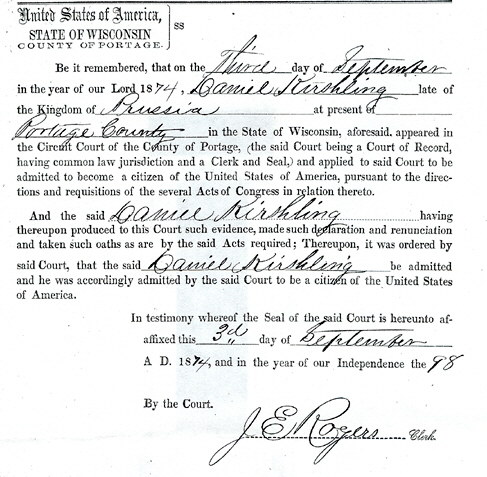 United States of America,
STATE OF WISCONSIN
COUNTY OF PORTAGE.
ss
Be it remembered, that on the Third day of September
in the year of our Lord 1874, Daniel Kirshling late of
the Kingdom of Prussia at present of
Portage County in the State of Wisconsin, aforesaid. appeared in
the Circuit Court of the County of Portage, (the said Court being a Court of Record,
having common law jurisdiction and a Clerk and Seal,) and applied to said Court to be
admitted to become a citizen of the United States of America, pursuant to the direc-
tions and requisitions of the several Acts of Congress in relation thereto.
And the said Daniel Kirshling having
thereupon produced to this Court such evidence, made such declaration and renunciation
and taken such oaths as are by the said Acts required; Thereupon, it was ordered by
said Court, that the said Daniel Kirshling be admitted
and he was accordingly admitted by the said Court to be a citizen of the United States
of America.
In testimony whereof the Seal of the said Court is hereunto af-
affixed this 3d day of September
A D. 1874, and in the year of our Independence the 98
By the Court.
J E Rogers Clerk.